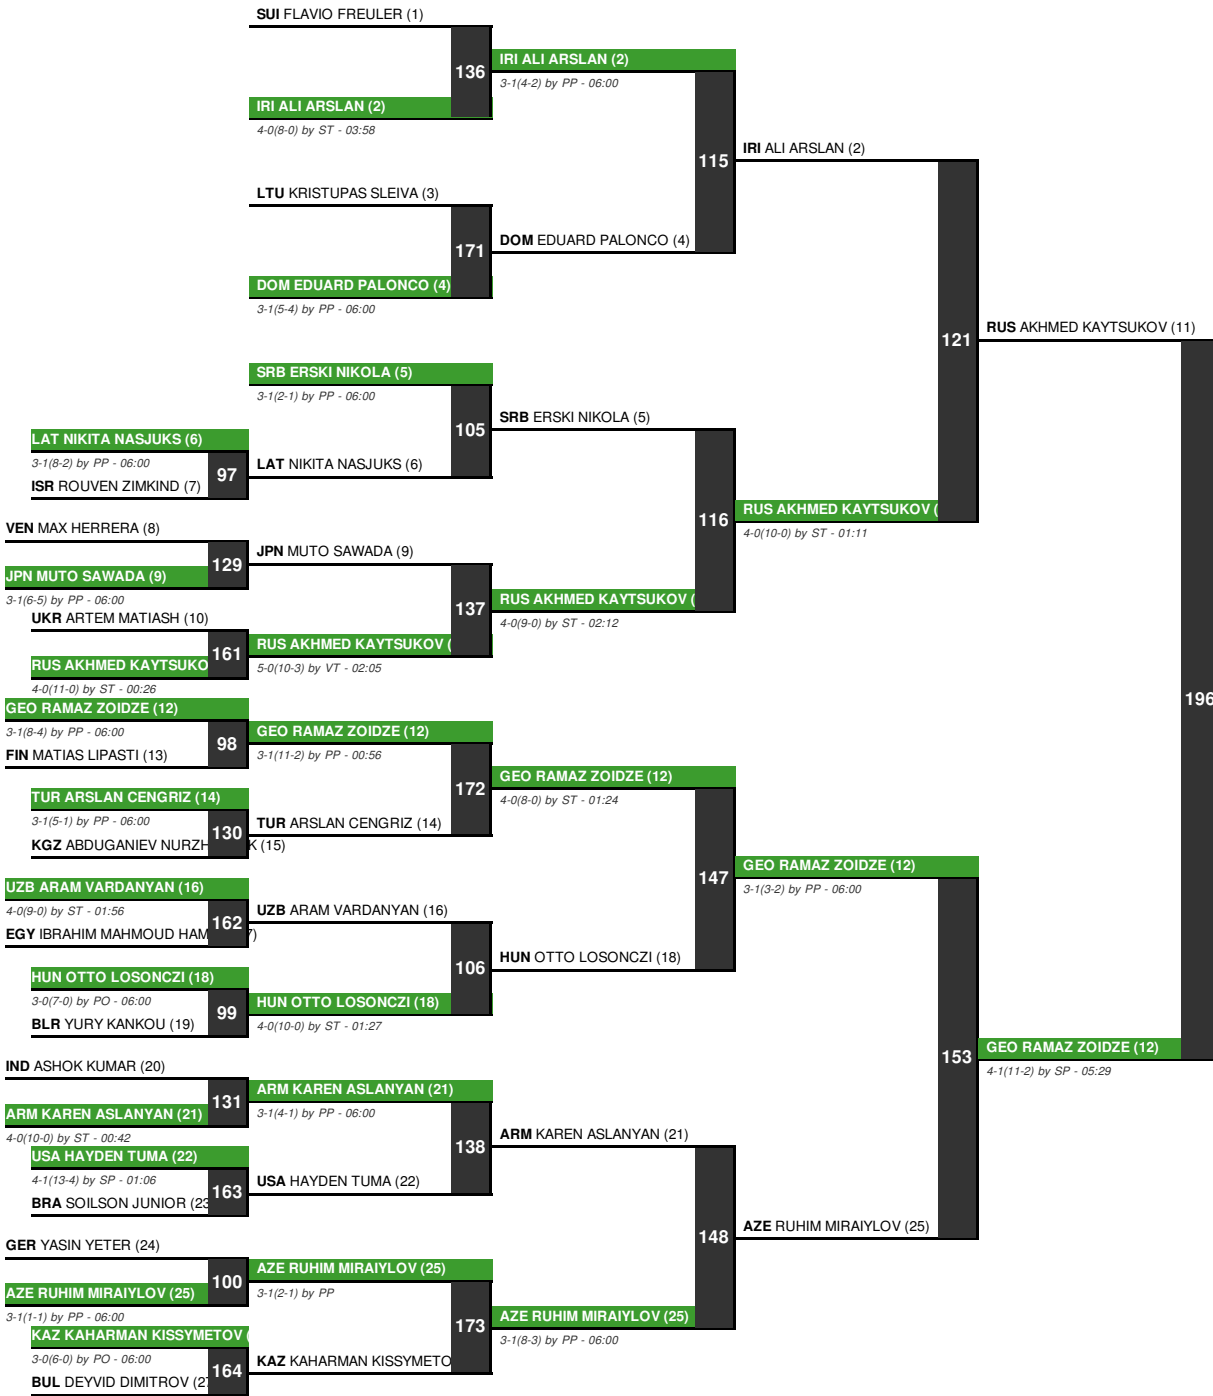 SUI FLAVIO FREULER (1)
136
IRI ALI ARSLAN (2)
4-0(8-0) by ST - 03:58
IRI ALI ARSLAN (2)
3-1(4-2) by PP - 06:00
115
LTU KRISTUPAS SLEIVA (3)
171
DOM EDUARD PALONCO (4)
3-1(5-4) by PP - 06:00
DOM EDUARD PALONCO (4)
IRI ALI ARSLAN (2)
121
SRB ERSKI NIKOLA (5)
3-1(2-1) by PP - 06:00
105
LAT NIKITA NASJUKS (6)
3-1(8-2) by PP - 06:00
97
ISR ROUVEN ZIMKIND (7)
LAT NIKITA NASJUKS (6)
SRB ERSKI NIKOLA (5)
116
VEN MAX HERRERA (8)
129
JPN MUTO SAWADA (9)
3-1(6-5) by PP - 06:00
JPN MUTO SAWADA (9)
137
UKR ARTEM MATIASH (10)
161
RUS AKHMED KAYTSUKO
4-0(11-0) by ST - 00:26
RUS AKHMED KAYTSUKOV (
5-0(10-3) by VT - 02:05
RUS AKHMED KAYTSUKOV (
4-0(9-0) by ST - 02:12
RUS AKHMED KAYTSUKOV (
4-0(10-0) by ST - 01:11
RUS AKHMED KAYTSUKOV (11)
196
GEO RAMAZ ZOIDZE (12)
3-1(8-4) by PP - 06:00
98
FIN MATIAS LIPASTI (13)
GEO RAMAZ ZOIDZE (12)
3-1(11-2) by PP - 00:56
172
TUR ARSLAN CENGRIZ (14)
3-1(5-1) by PP - 06:00
130
KGZ ABDUGANIEV NURZH K (15)
TUR ARSLAN CENGRIZ (14)
GEO RAMAZ ZOIDZE (12)
4-0(8-0) by ST - 01:24
147
UZB ARAM VARDANYAN (16)
4-0(9-0) by ST - 01:56
162
EGY IBRAHIM MAHMOUD HAM 7)
UZB ARAM VARDANYAN (16)
106
HUN OTTO LOSONCZI (18)
3-0(7-0) by PO - 06:00
99
BLR YURY KANKOU (19)
HUN OTTO LOSONCZI (18)
4-0(10-0) by ST - 01:27
HUN OTTO LOSONCZI (18)
GEO RAMAZ ZOIDZE (12)
3-1(3-2) by PP - 06:00
153
IND ASHOK KUMAR (20)
131
ARM KAREN ASLANYAN (21)
4-0(10-0) by ST - 00:42
ARM KAREN ASLANYAN (21)
3-1(4-1) by PP - 06:00
138
USA HAYDEN TUMA (22)
4-1(13-4) by SP - 01:06
163
BRA SOILSON JUNIOR (23
USA HAYDEN TUMA (22)
ARM KAREN ASLANYAN (21)
148
GER YASIN YETER (24)
100
AZE RUHIM MIRAIYLOV (25)
3-1(1-1) by PP - 06:00
AZE RUHIM MIRAIYLOV (25)
3-1(2-1) by PP
173
KAZ KAHARMAN KISSYMETOV (
3-0(6-0) by PO - 06:00
164
BUL DEYVID DIMITROV (27
KAZ KAHARMAN KISSYMETO
AZE RUHIM MIRAIYLOV (25)
3-1(8-3) by PP - 06:00
AZE RUHIM MIRAIYLOV (25)
GEO RAMAZ ZOIDZE (12)
4-1(11-2) by SP - 05:29